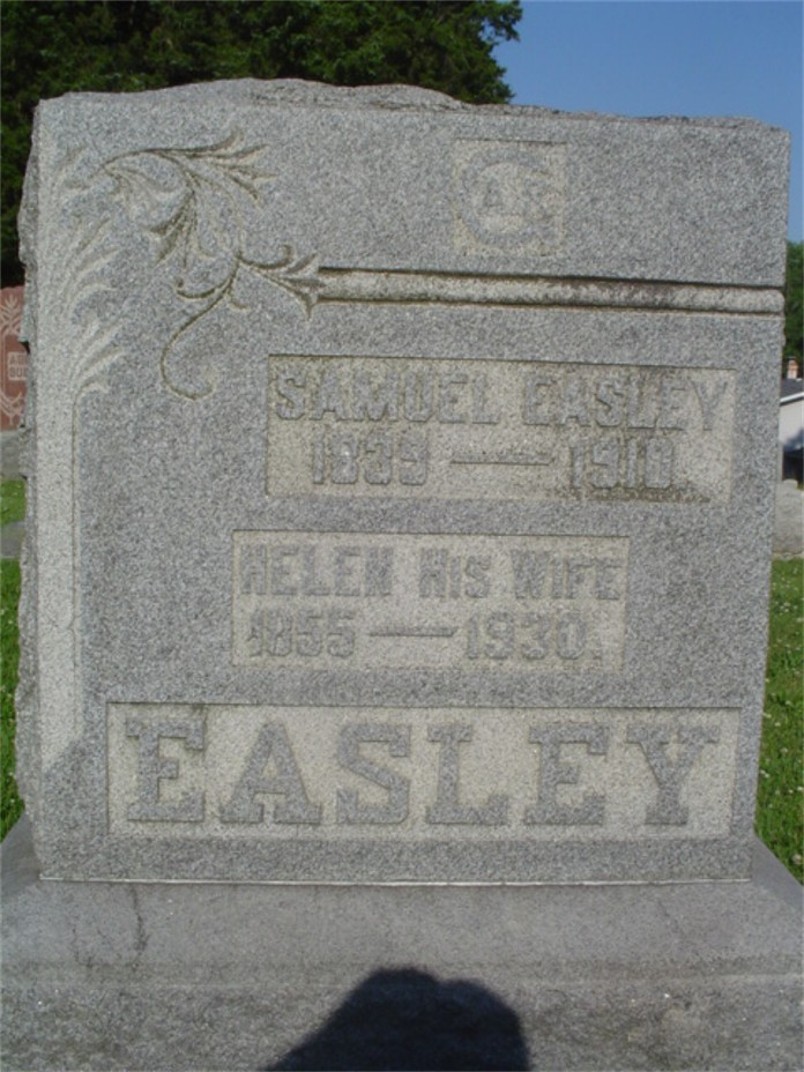 SAMUEL EASLEY
1839 — 1910.
HELEN HIS WIFE
1855 — 1930.
EASLEY